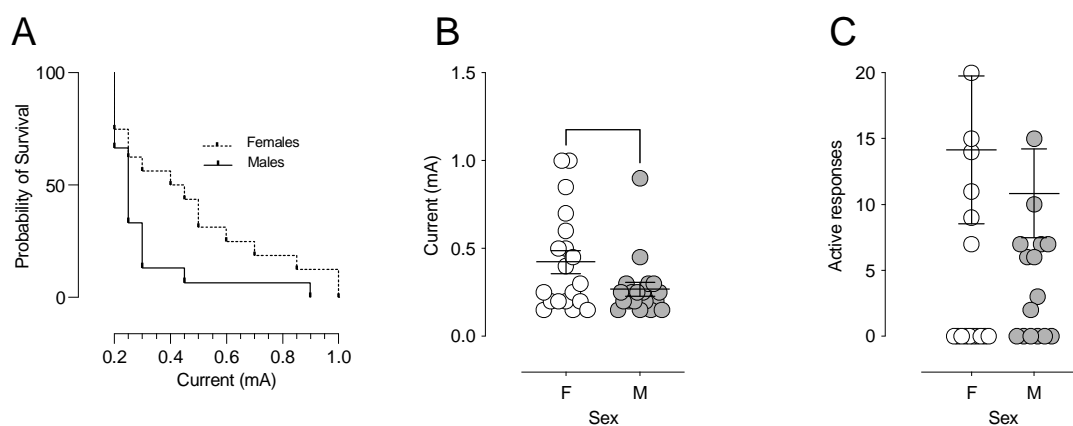 A
Probability of Survival
100
50
0
Females
Males
0.2 0.4 0.6 0.8 1.0
Current (mA)
B
Current (mA)
1.5
1.0
0.5
0.0
F M
Sex
C
Active responses
20
15
10
5
0
F M
Sex